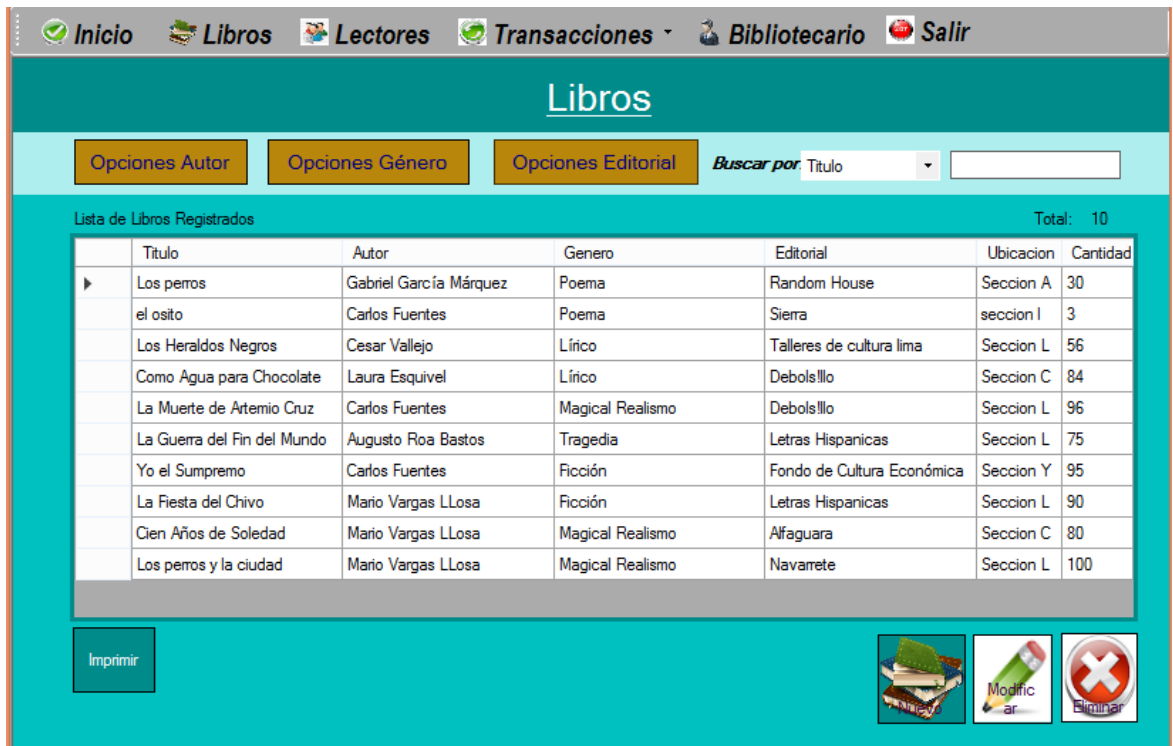 Inicio Libros Lectores Transacciones Bibliotecario Salir
Libros
Opciones Autor Opciones Género Opciones Editorial Buscar por: Titulo
Lista de Libros Registrados Total: 10
Titulo Autor Genero Editorial Ubicacion Cantidad
Los perros Gabriel García Márquez Poema Random House Seccion A 30
el osito Carlos Fuentes Poema Sierra seccion l 3
Los Heraldos Negros Cesar Vallejo Lírico Talleres de cultura lima Seccion L 56
Como Agua para Chocolate Laura Esquivel Lírico Debols!llo Seccion C 84
La Muerte de Artemio Cruz Carlos Fuentes Magical Realismo Debols!llo Seccion L 96
La Guerra del Fin del Mundo Augusto Roa Bastos Tragedia Letras Hispanicas Seccion L 75
Yo el Sumpremo Carlos Fuentes Ficción Fondo de Cultura Económica Seccion Y 95
La Fiesta del Chivo Mario Vargas LLosa Ficción Letras Hispanicas Seccion L 90
Cien Años de Soledad Mario Vargas LLosa Magical Realismo Alfaguara Seccion C 80
Los perros y la ciudad Mario Vargas LLosa Magical Realismo Navarrete Seccion L 100
Imprimir
Nuevo
Modific
ar
Eliminar